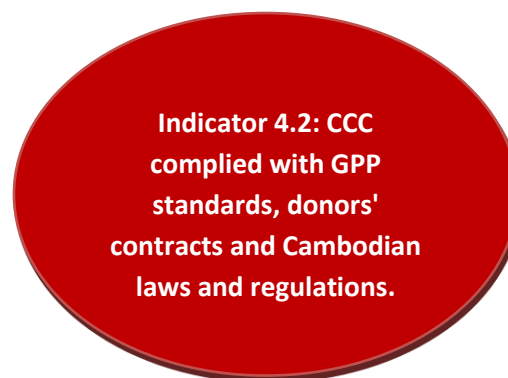 Indicator 4.2: CCC
complied with GPP
standards, donors'
contracts and Cambodian
laws and regulations.